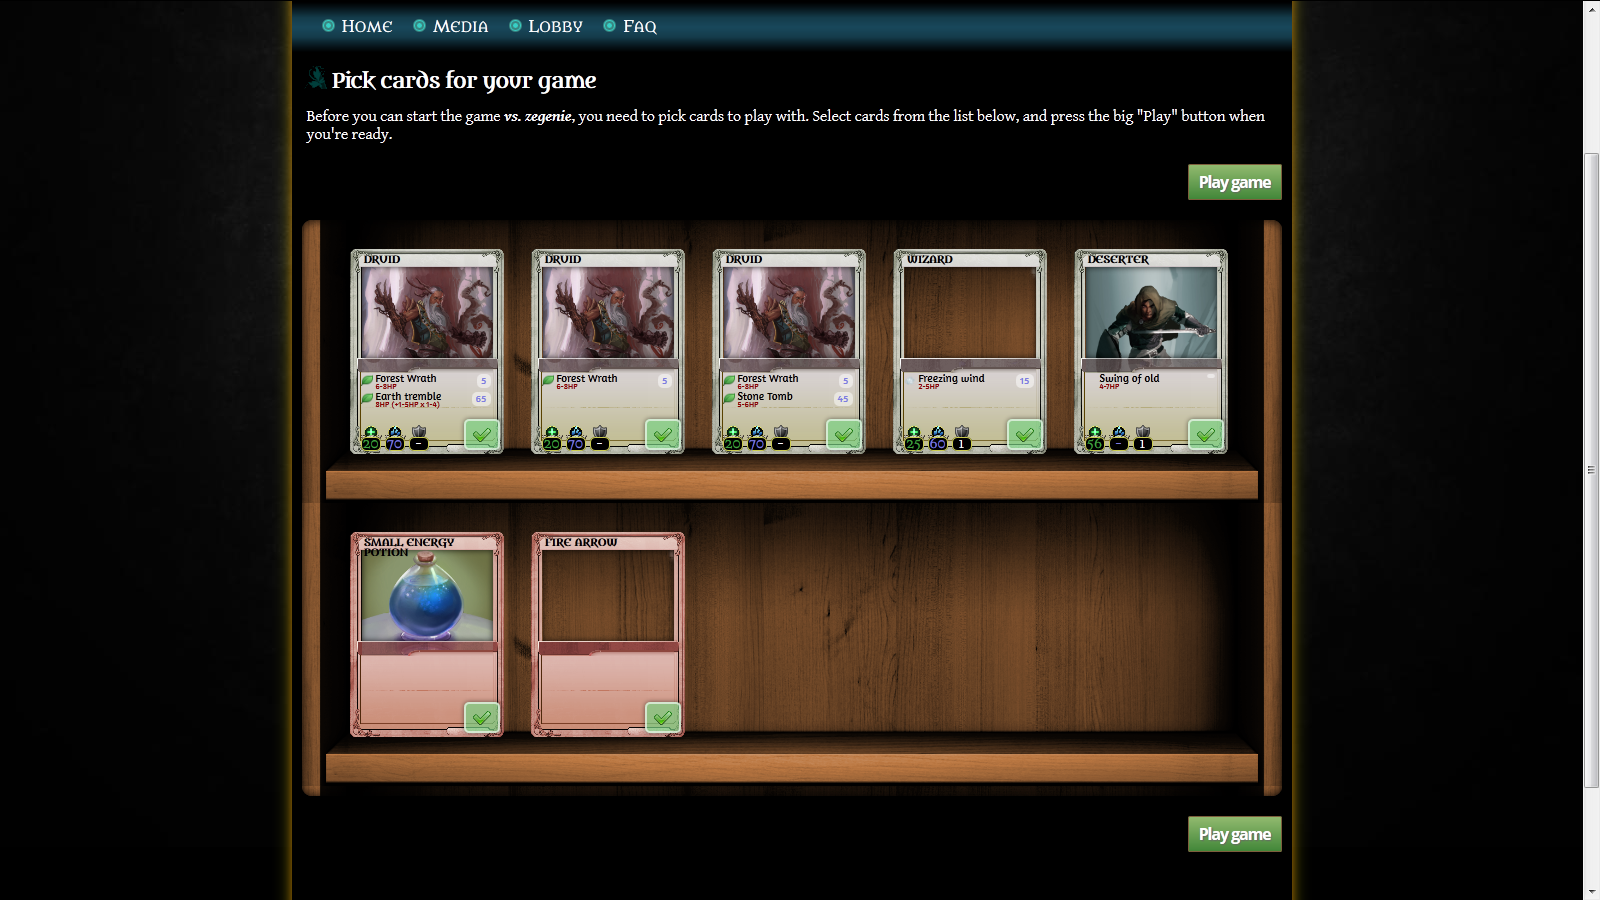 Home Media Lobby Faq
Pick cards for your game
Before you can start the game vs. zegenie, you need to pick cards to play with. Select cards from the list below, and press the big "Play" button when
you're ready.
Play game
DRUID
Forest Wrath 5
6-8HP
Earth tremble 65
8HP (+1-5HP x 1-4)
20 70 -
DRUID
Forest Wrath 5
6-8HP
20 70 -
DRUID
Forest Wrath 5
6-8HP
Stone Tomb 45
5-6HP
20 70 -
WIZARD
Freezing wind 15
2-5HP
25 60 1
DESERTER
Swing of old
4-7HP
56 - 1
SMALL ENERGY
POTION
FIRE ARROW
Play game